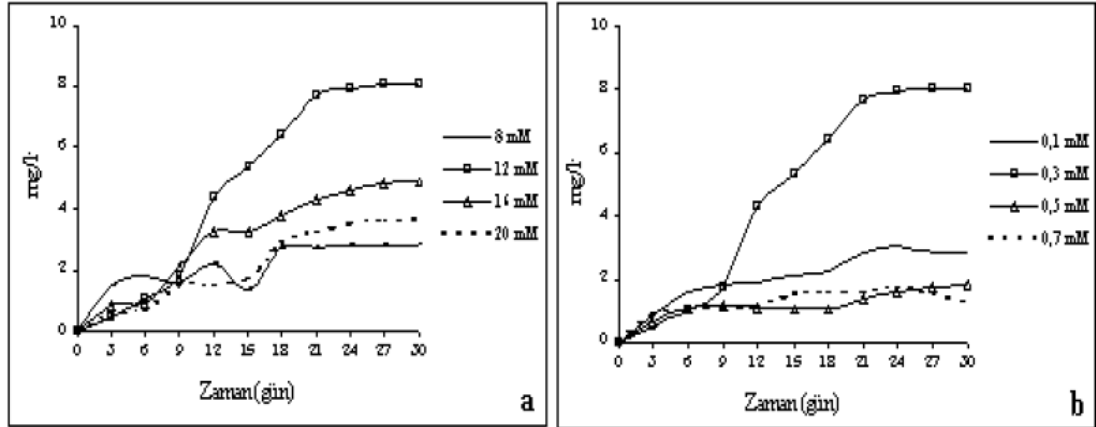 10
8
6
4
2
0
mg/l
0 3 6 9 12 15 18 21 24 27 30
Zaman (gün)
8 mM
12 mM
16 mM
20 mM
a
10
8
6
4
2
0
mg/l
0 3 6 9 12 15 18 21 24 27 30
Zaman (gün)
0,1 mM
0,3 mM
0,5 mM
0,7 mM
b